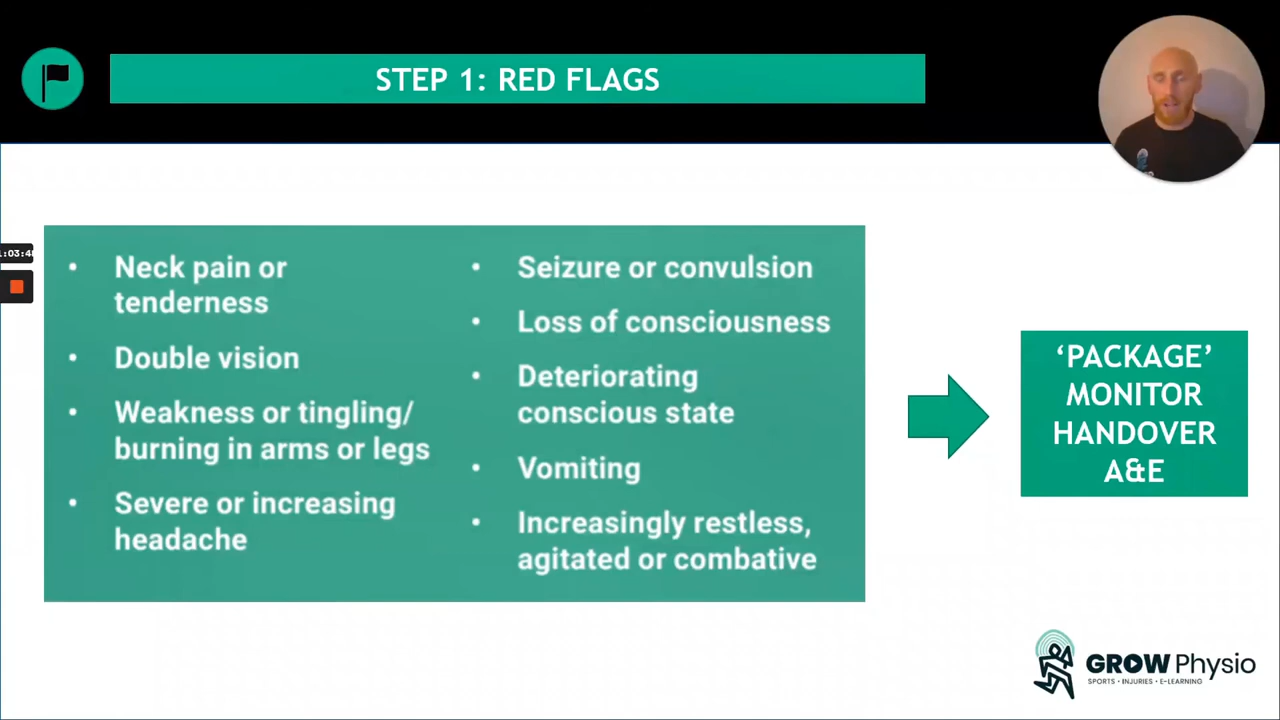 STEP 1: RED FLAGS
Neck pain or
tenderness
Double vision
Weakness or tingling/
burning in arms or legs
Severe or increasing
headache
Seizure or convulsion
Loss of consciousness
Deteriorating
conscious state
Vomiting
Increasingly restless,
agitated or combative
‘PACKAGE’
MONITOR
HANDOVER
A&E
GROW Physio
SPORTS • INJURIES • E-LEARNING